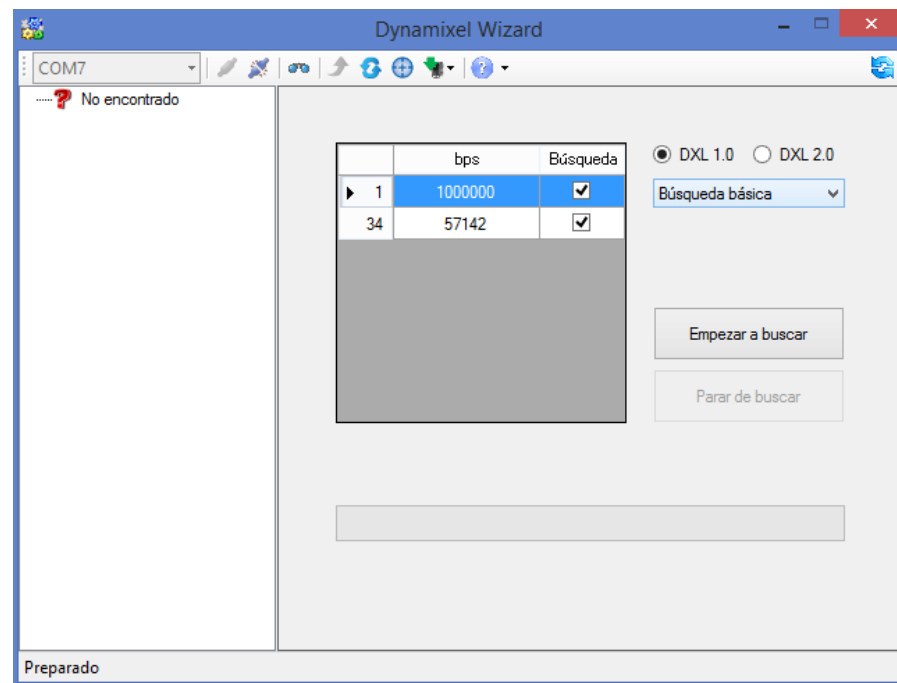 Dynamixel Wizard
COM7
No encontrado
bps Búsqueda
1 1000000
34 57142
DXL 1.0 DXL 2.0
Búsqueda básica
Empezar a buscar
Parar de buscar
Preparado